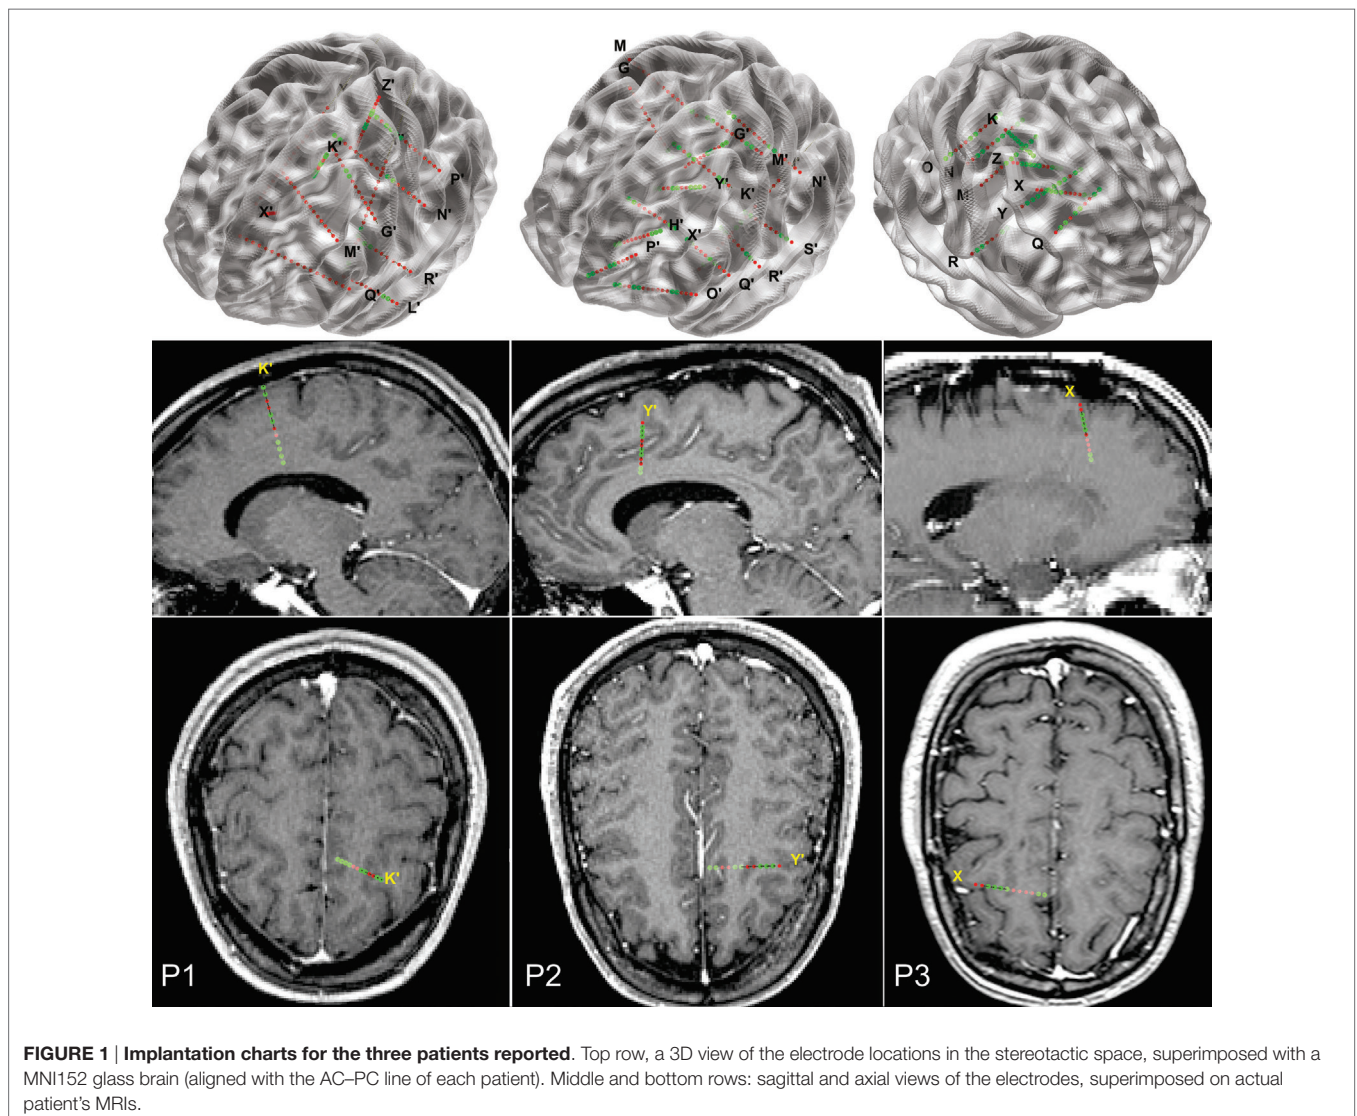 Z'
K'
P'
X'
N'
G'
M'
R'
Q'
L'
M
G
G'
M'
Y'
K'
N'
H'
X'
P'
S'
R'
Q'
O'
K
O
N
Z
M
X
Y
Q
R
K'
Y'
X
K'
Y'
X
P1
P2
P3
FIGURE 1 | Implantation charts for the three patients reported. Top row, a 3D view of the electrode locations in the stereotactic space, superimposed with a
MNI152 glass brain (aligned with the AC–PC line of each patient). Middle and bottom rows: sagittal and axial views of the electrodes, superimposed on actual
patient's MRIs.